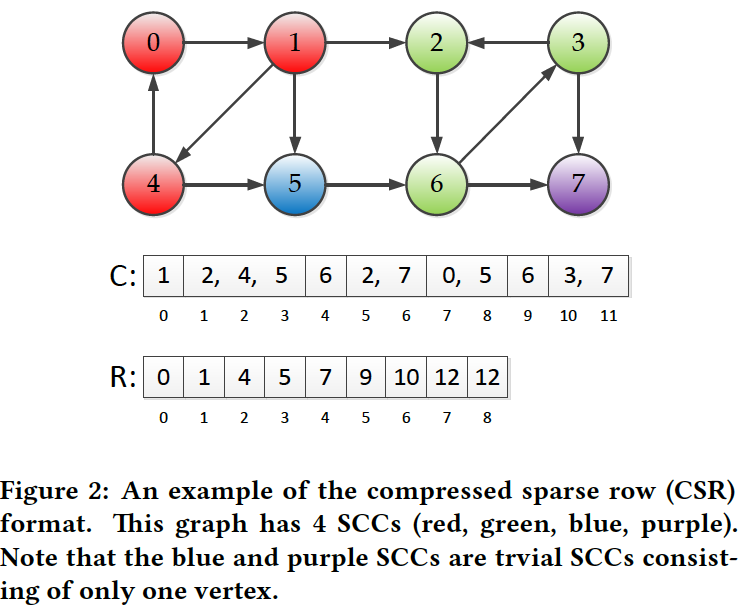 0 1 2 3
4 5 6 7
C: 1 2, 4, 5 6 2, 7 0, 5 6 3, 7
0 1 2 3 4 5 6 7 8 9 10 11
R: 0 1 4 5 7 9 10 12 12
0 1 2 3 4 5 6 7 8
Figure 2: An example of the compressed sparse row (CSR)
format. This graph has 4 SCCs (red, green, blue, purple).
Note that the blue and purple SCCs are trvial SCCs consist-
ing of only one vertex.